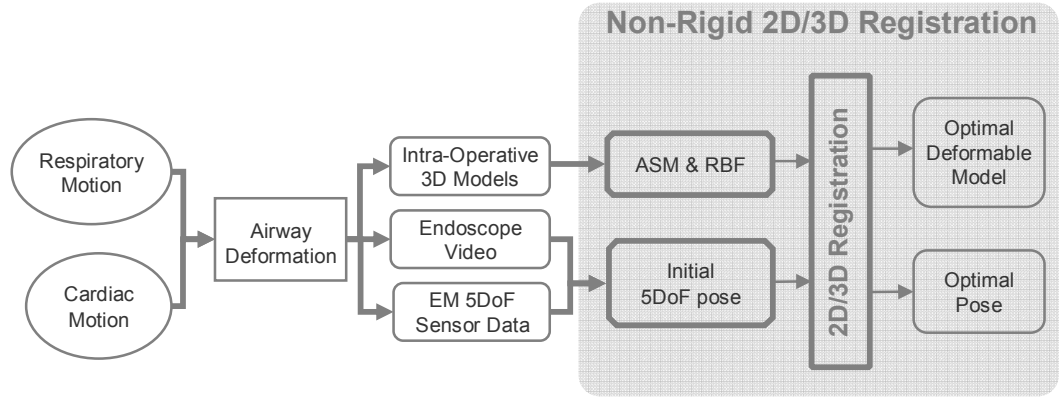 Non-Rigid 2D/3D Registration
Respiratory
Motion
Cardiac
Motion
Airway
Deformation
Intra-Operative
3D Models
Endoscope
Video
EM 5DoF
Sensor Data
ASM & RBF
Initial
5DoF pose
2D/3D Registration
Optimal
Deformable
Model
Optimal
Pose